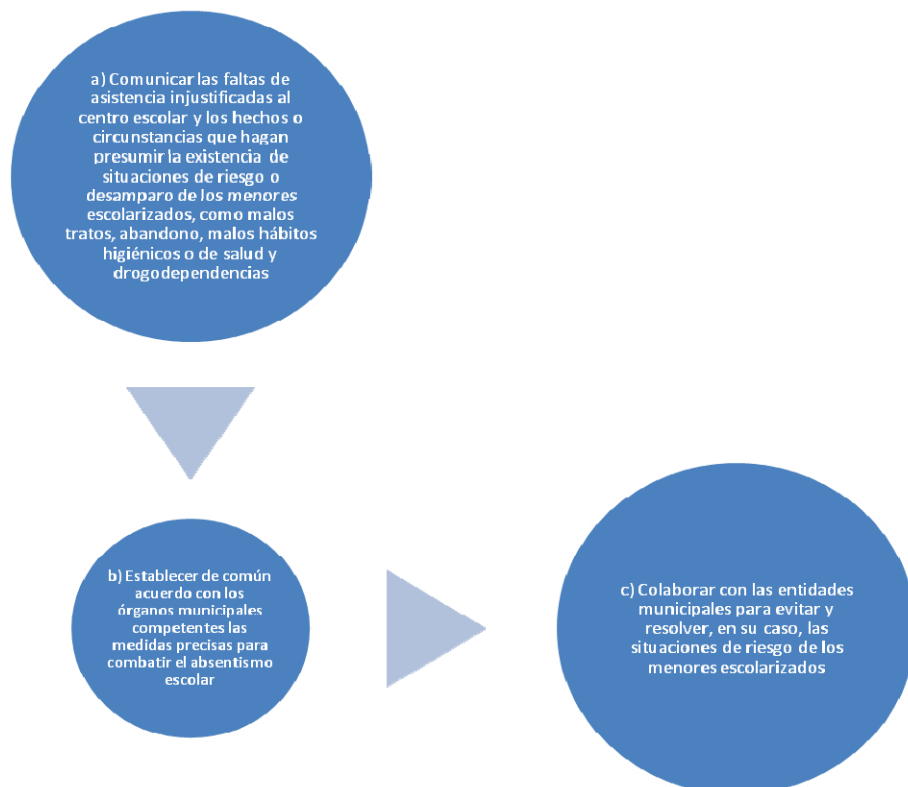 a) Comunicar las faltas de
asistencia injustificadas al
centro escolar y los hechos o
circunstancias que hagan
presumir la existencia de
situaciones de riesgo o
desamparo de los menores
escolarizados, como malos
tratos, abandono, malos hábitos
higiénicos o de salud y
drogodependencias
b) Establecer de común
acuerdo con los
órganos municipales
competentes las
medidas precisas para
combatir el absentismo
escolar
c) Colaborar con las entidades
municipales para evitar y
resolver, en su caso, las
situaciones de riesgo de los
menores escolarizados